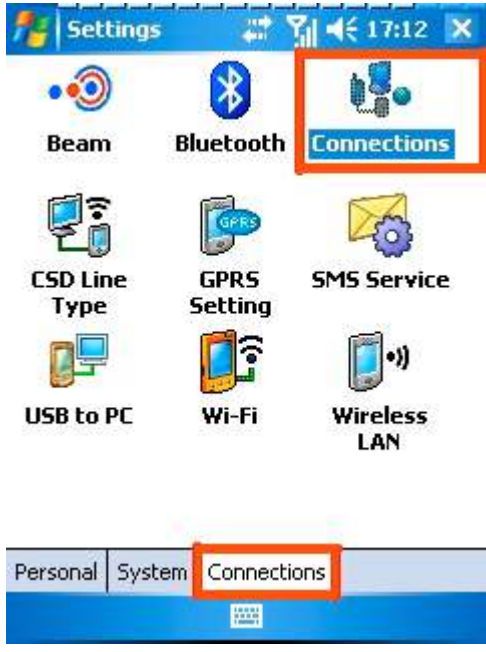 Settings 17:12
Beam Bluetooth Connections
GPRS
CSD Line GPRS SMS Service
Type Setting
USB to PC Wi-Fi Wireless
LAN
Personal System Connections